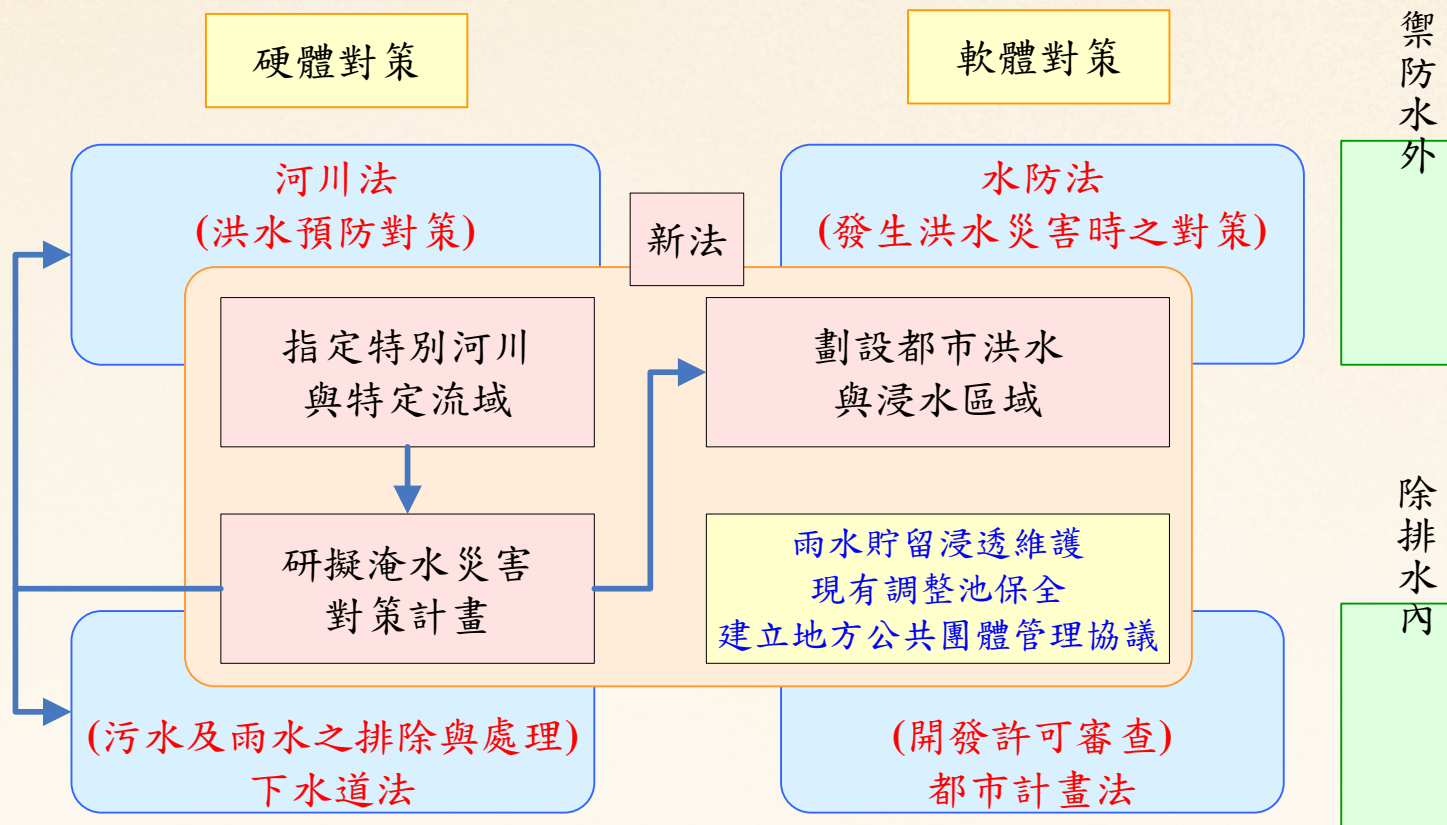 硬體對策
軟體對策
河川法
(洪水預防對策)
新法
水防法
(發生洪水災害時之對策)
指定特別河川
與特定流域
劃設都市洪水
與浸水區域
研擬淹水災害
對策計畫
雨水貯留浸透維護
現有調整池保全
建立地方公共團體管理協議
(污水及雨水之排除與處理)
下水道法
(開發許可審查)
都市計畫法
禦防水外
除排水內